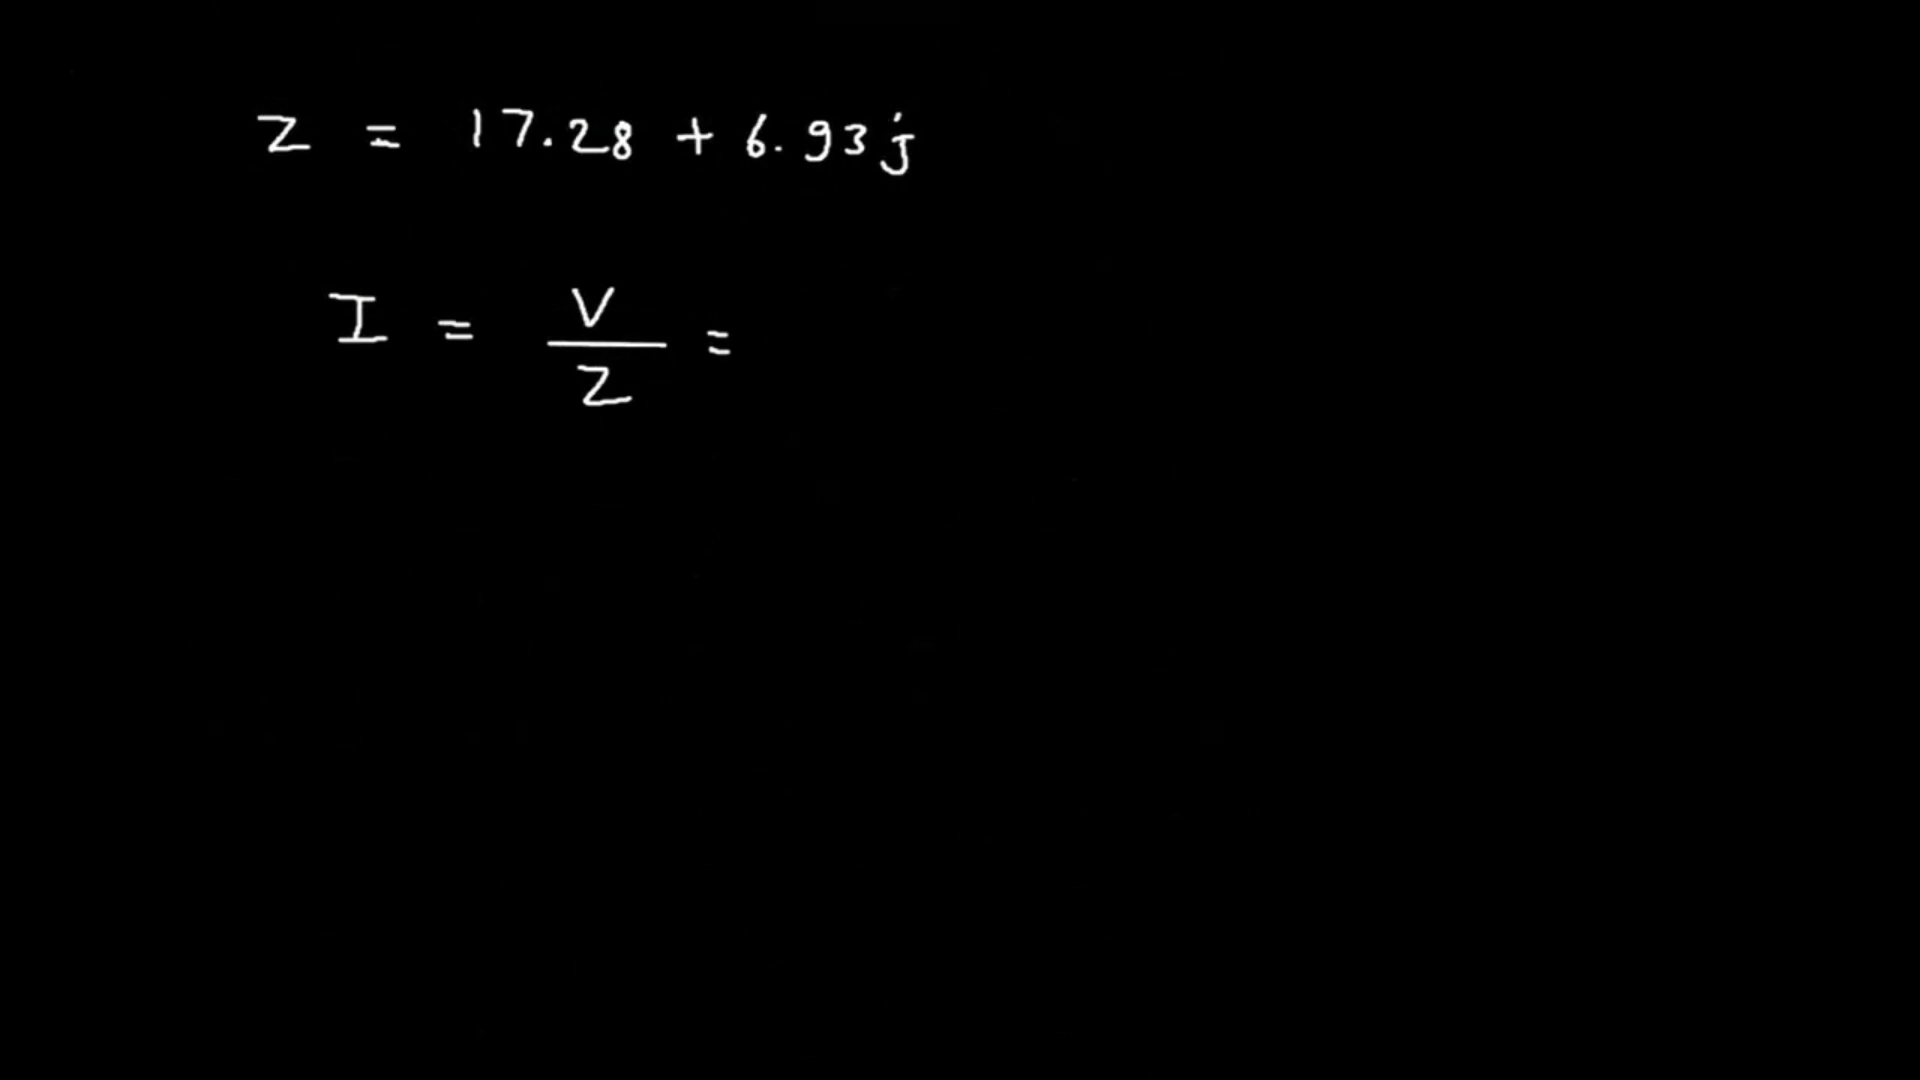 Z = 17.28 + 6.93j
I = V/Z =